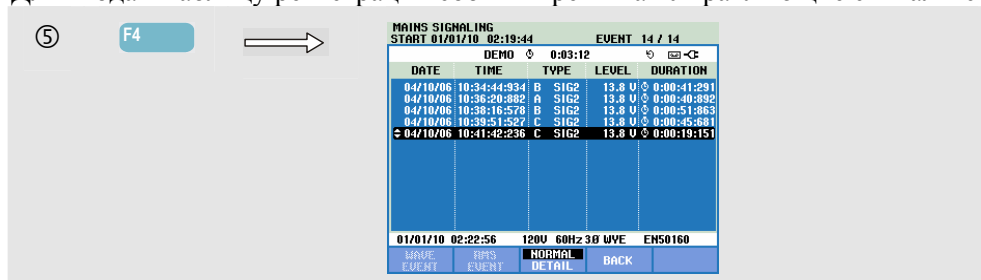 ⑤ F4
MAINS SIGNALING
START 01/01/10 02:19:44 EVENT 14 / 14
DEMO 0:03:12
DATE TIME TYPE LEVEL DURATION
04/10/06 10:34:44:934 B SIG2 13.8 V 0:00:41:291
04/10/06 10:36:20:882 A SIG2 13.8 V 0:00:40:892
04/10/06 10:38:16:578 B SIG2 13.8 V 0:00:51:863
04/10/06 10:39:51:527 C SIG2 13.8 V 0:00:45:681
04/10/06 10:41:42:236 C SIG2 13.8 V 0:00:19:151
01/01/10 02:22:56 120V 60Hz 3Ø WYE EN50160
WAVE EVENT RMS EVENT NORMAL DETAIL BACK